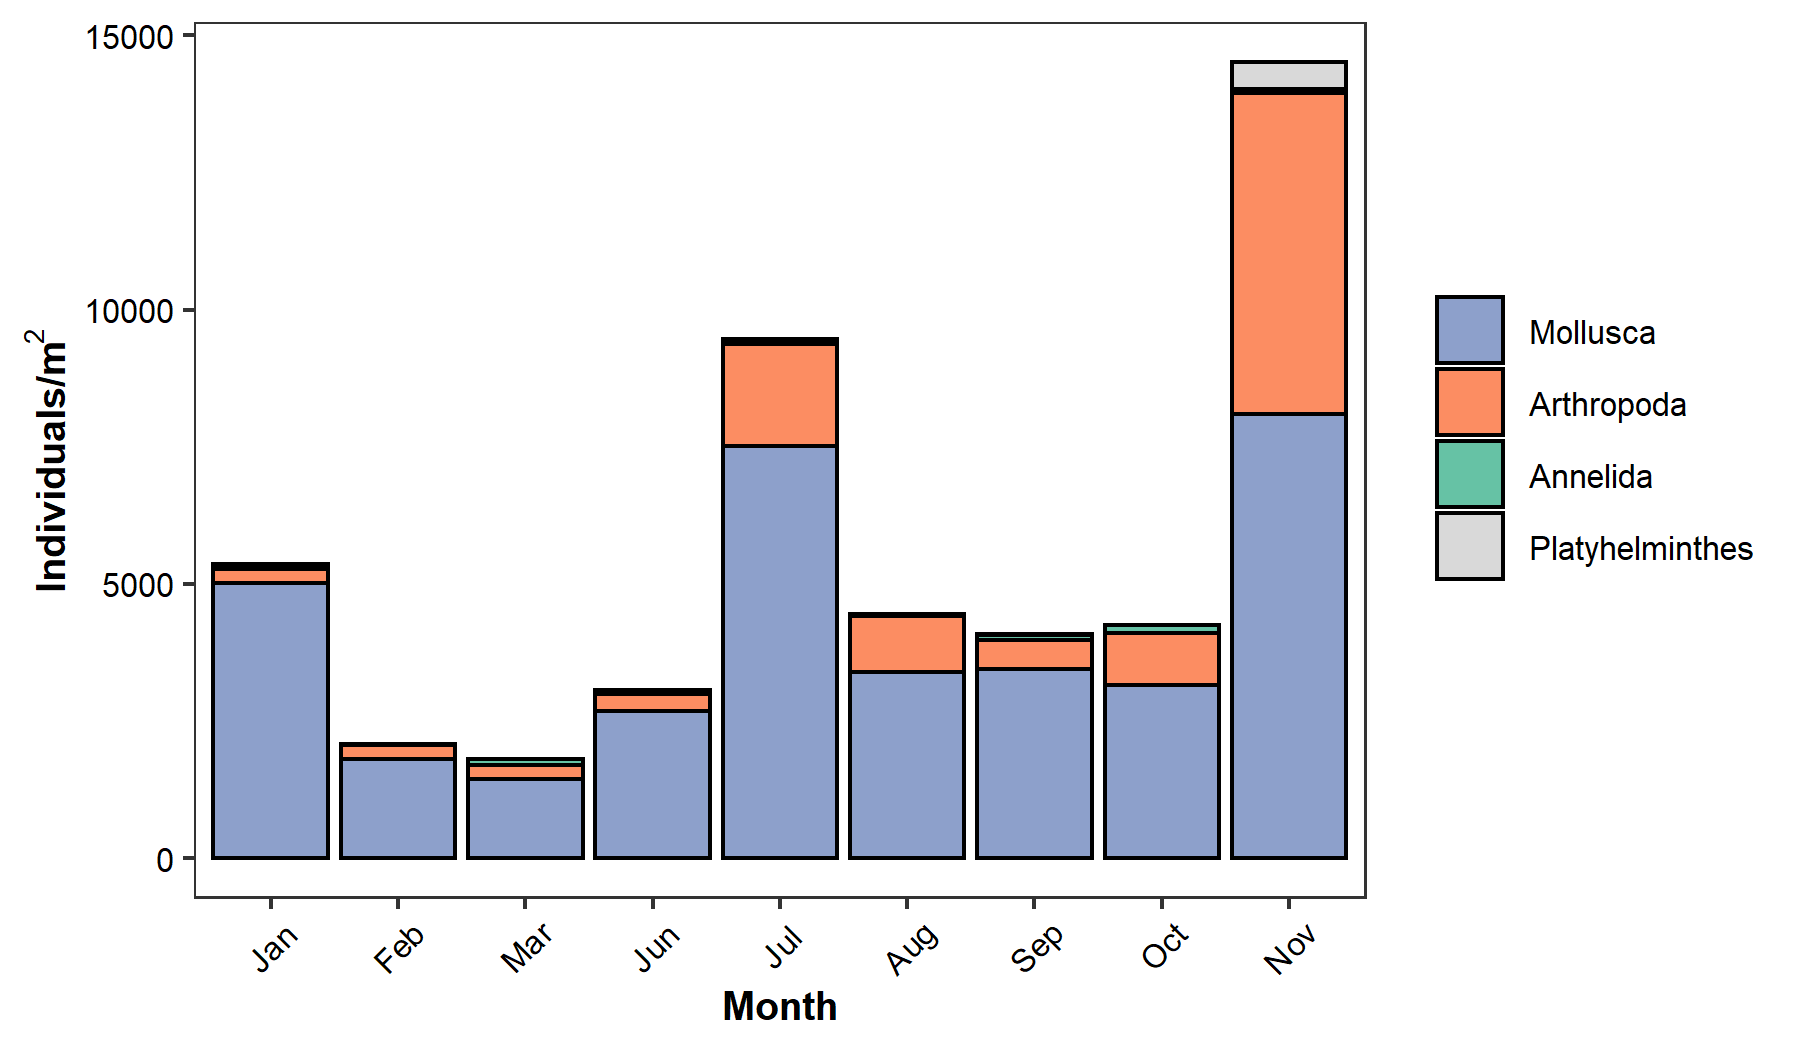 15000
10000
5000
0
Individuals/m²
Jan
Feb
Mar
Jun
Jul
Aug
Sep
Oct
Nov
Month
Mollusca
Arthropoda
Annelida
Platyhelminthes